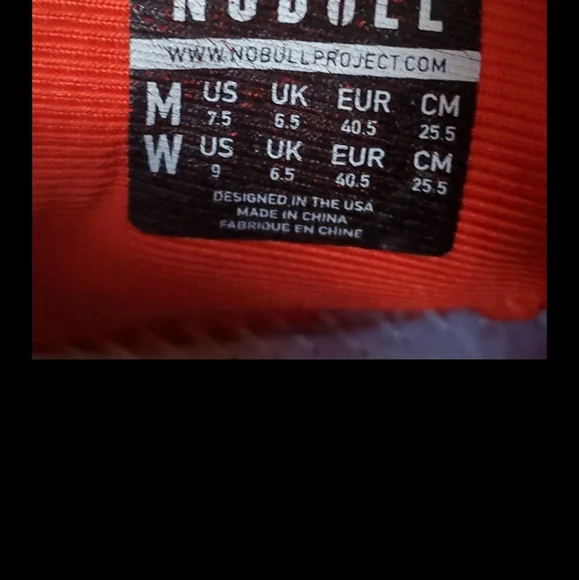 NOBULL
WWW.NOBULLPROJECT.COM
M US UK EUR CM
7.5 6.5 40.5 25.5
W US UK EUR CM
9 6.5 40.5 25.5
DESIGNED IN THE USA
MADE IN CHINA
FABRIQUE EN CHINE